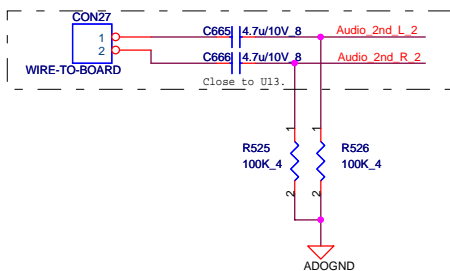 CON27
1
2
WIRE-TO-BOARD
C665 4.7u/10V_8 Audio_2nd_L_2
C666 4.7u/10V_8 Audio_2nd_R_2
Close to U13.
1 1
R525 R526
100K_4 100K_4
2 2
ADOGND